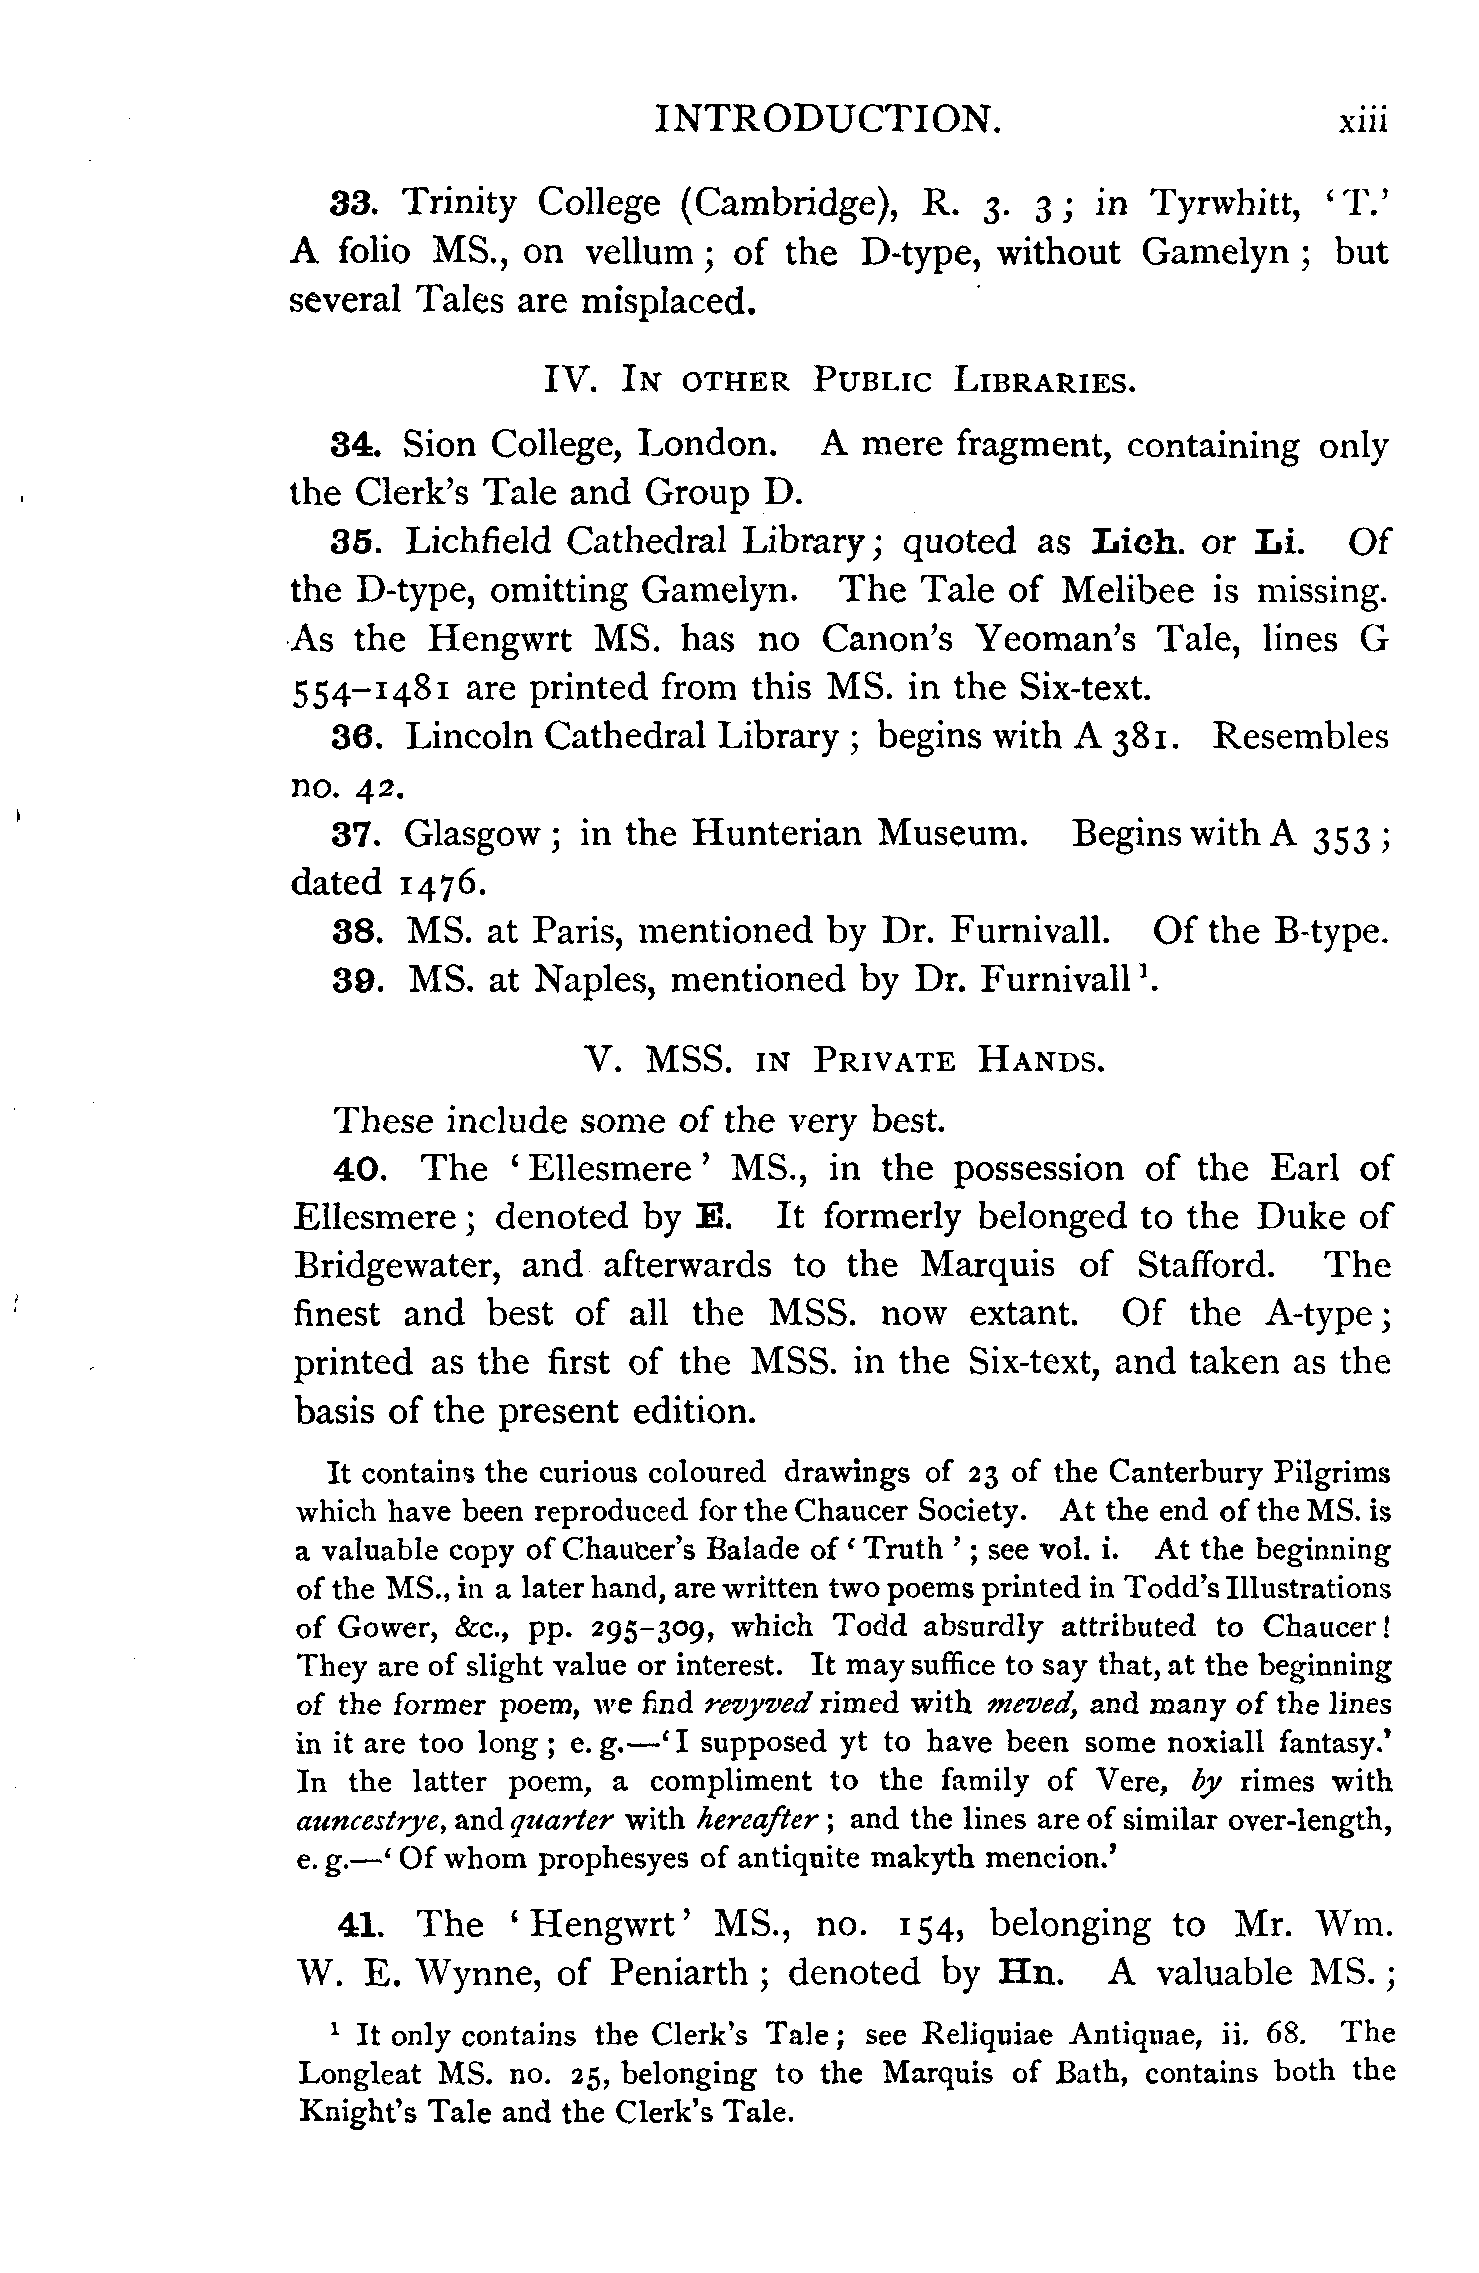 INTRODUCTION. xiii
33. Trinity College (Cambridge), R. 3. 3; in Tyrwhitt, ‘T.’
A folio MS., on vellum; of the D-type, without Gamelyn; but
several Tales are misplaced.
IV. In other Public Libraries.
34. Sion College, London. A mere fragment, containing only
the Clerk’s Tale and Group D.
35. Lichfield Cathedral Library; quoted as Lich. or Li. Of
the D-type, omitting Gamelyn. The Tale of Melibee is missing.
As the Hengwrt MS. has no Canon’s Yeoman’s Tale, lines G
554–1481 are printed from this MS. in the Six-text.
36. Lincoln Cathedral Library; begins with A 381. Resembles
no. 42.
37. Glasgow; in the Hunterian Museum. Begins with A 353;
dated 1476.
38. MS. at Paris, mentioned by Dr. Furnivall. Of the B-type.
39. MS. at Naples, mentioned by Dr. Furnivall¹.
V. MSS. in Private Hands.
These include some of the very best.
40. The ‘Ellesmere’ MS., in the possession of the Earl of
Ellesmere; denoted by E. It formerly belonged to the Duke of
Bridgewater, and afterwards to the Marquis of Stafford. The
finest and best of all the MSS. now extant. Of the A-type;
printed as the first of the MSS. in the Six-text, and taken as the
basis of the present edition.
It contains the curious coloured drawings of 23 of the Canterbury Pilgrims
which have been reproduced for the Chaucer Society. At the end of the MS. is
a valuable copy of Chaucer’s Balade of ‘Truth’; see vol. i. At the beginning
of the MS., in a later hand, are written two poems printed in Todd’s Illustrations
of Gower, &c., pp. 295–309, which Todd absurdly attributed to Chaucer!
They are of slight value or interest. It may suffice to say that, at the beginning
of the former poem, we find revyved rimed with meved, and many of the lines
in it are too long; e. g.—‘I supposed yt to have been some noxiall fantasy.’
In the latter poem, a compliment to the family of Vere, by rimes with
auncestrye, and quarter with hereafter; and the lines are of similar over-length,
e. g.—‘Of whom prophesyes of antiquite makyth mencion.’
41. The ‘Hengwrt’ MS., no. 154, belonging to Mr. Wm.
W. E. Wynne, of Peniarth; denoted by Hn. A valuable MS.;
¹ It only contains the Clerk’s Tale; see Reliquiae Antiquae, ii. 68. The
Longleat MS. no. 25, belonging to the Marquis of Bath, contains both the
Knight’s Tale and the Clerk’s Tale.